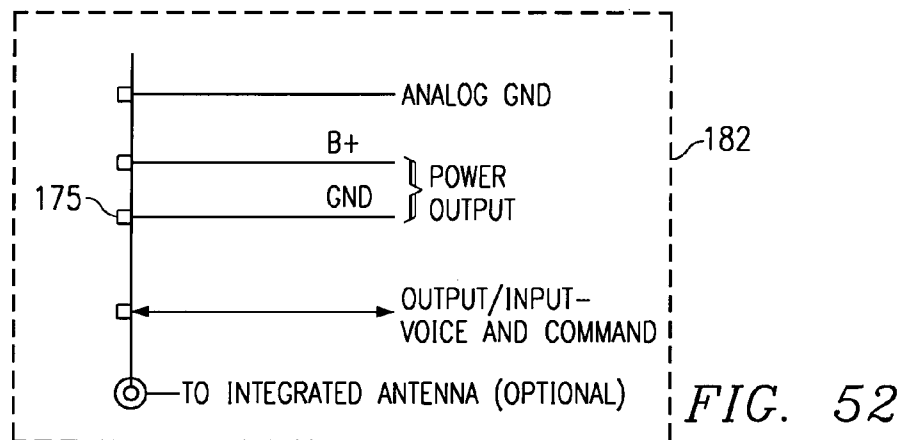 ANALOG GND
182
B+
POWER
175
GND
OUTPUT
OUTPUT/INPUT-
VOICE AND COMMAND
TO INTEGRATED ANTENNA (OPTIONAL)
FIG. 52